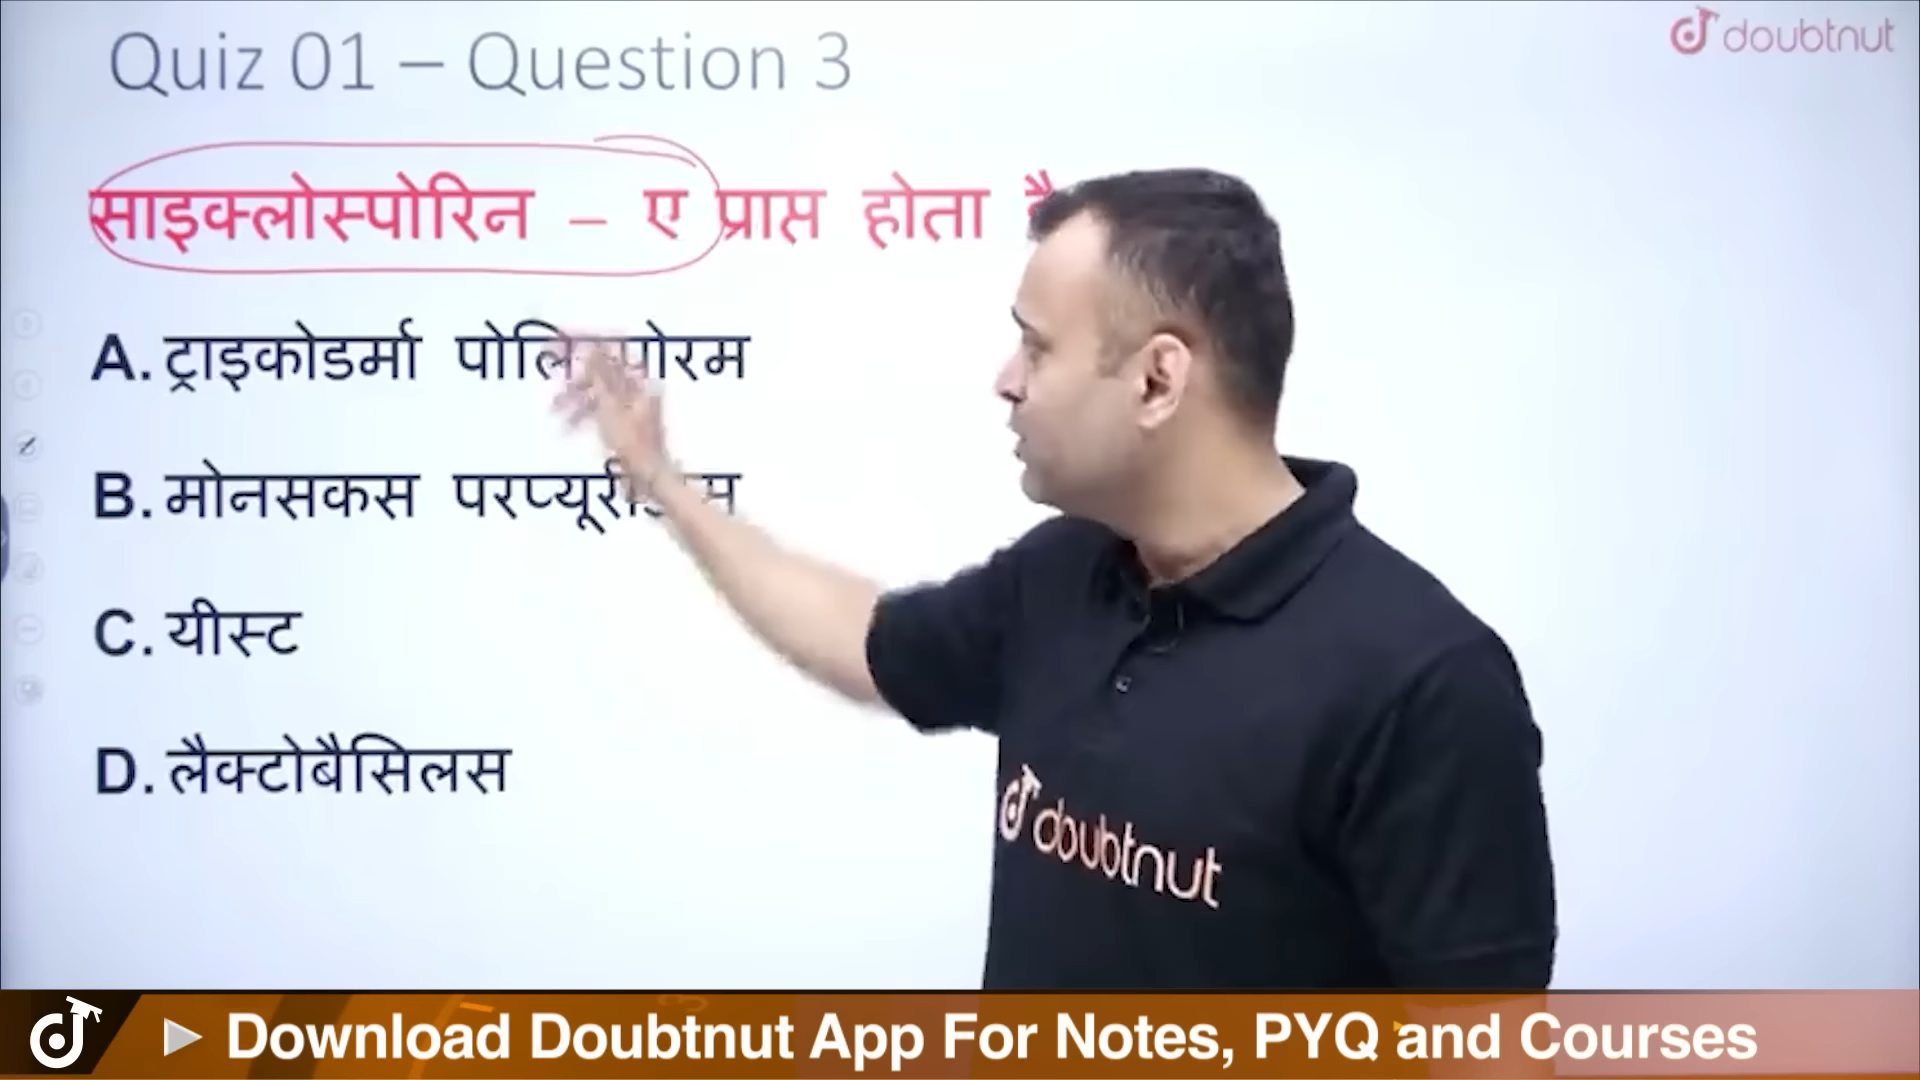 Quiz 01 – Question 3
doubtnut
साइक्लोस्पोरिन – ए प्राप्त होता
A. ट्राइकोडर्मा
B. मोनसकस
C. यीस्ट
D. लैक्टोबैसिलस
doubtnut
Download Doubtnut App For Notes, PYQ and Courses